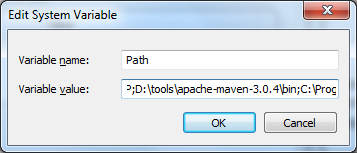 Edit System Variable
Variable name: Path
Variable value: ?;D:\tools\apache-maven-3.0.4\bin;C:\Prog
OK Cancel